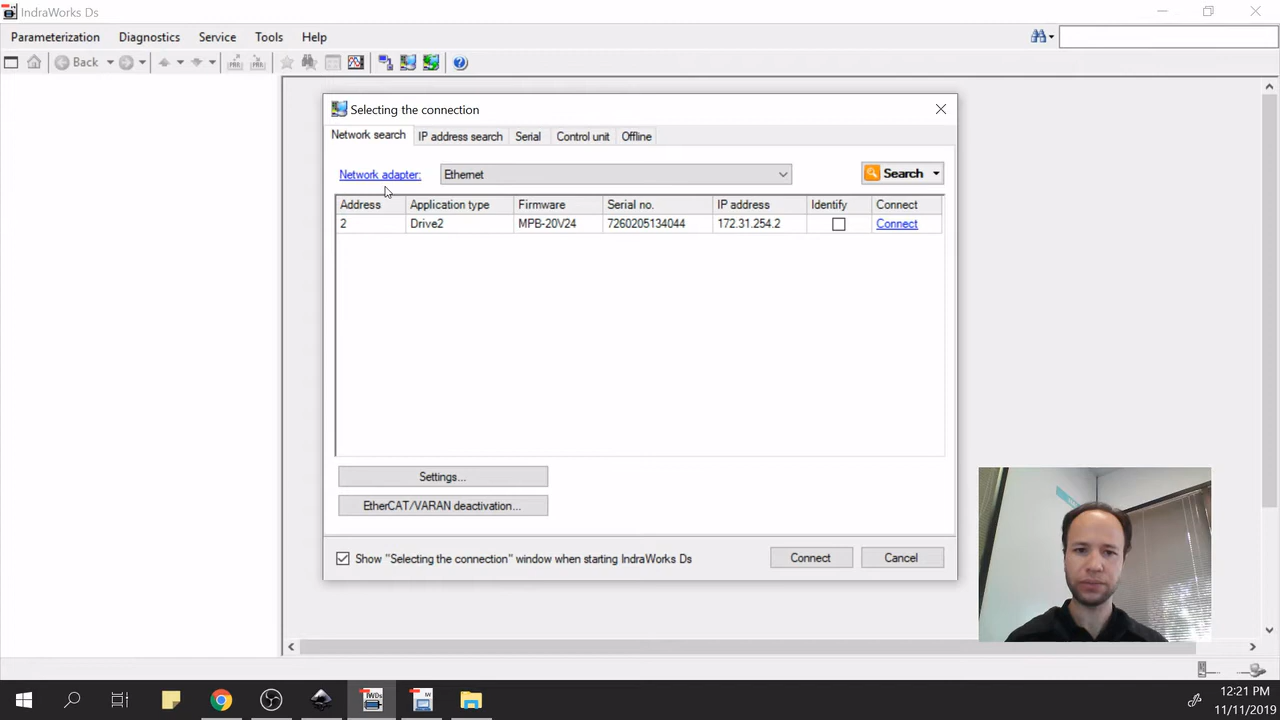 IndraWorks Ds
Parameterization Diagnostics Service Tools Help
Back
Selecting the connection
Network search IP address search Serial Control unit Offline
Network adapter: Ethernet Search
Address Application type Firmware Serial no. IP address Identify Connect
2 Drive2 MPB-20V24 7260205134044 172.31.254.2 Connect
Settings...
EtherCAT/VARAN deactivation...
Show "Selecting the connection" window when starting IndraWorks Ds Connect Cancel
12:21 PM
11/11/2019